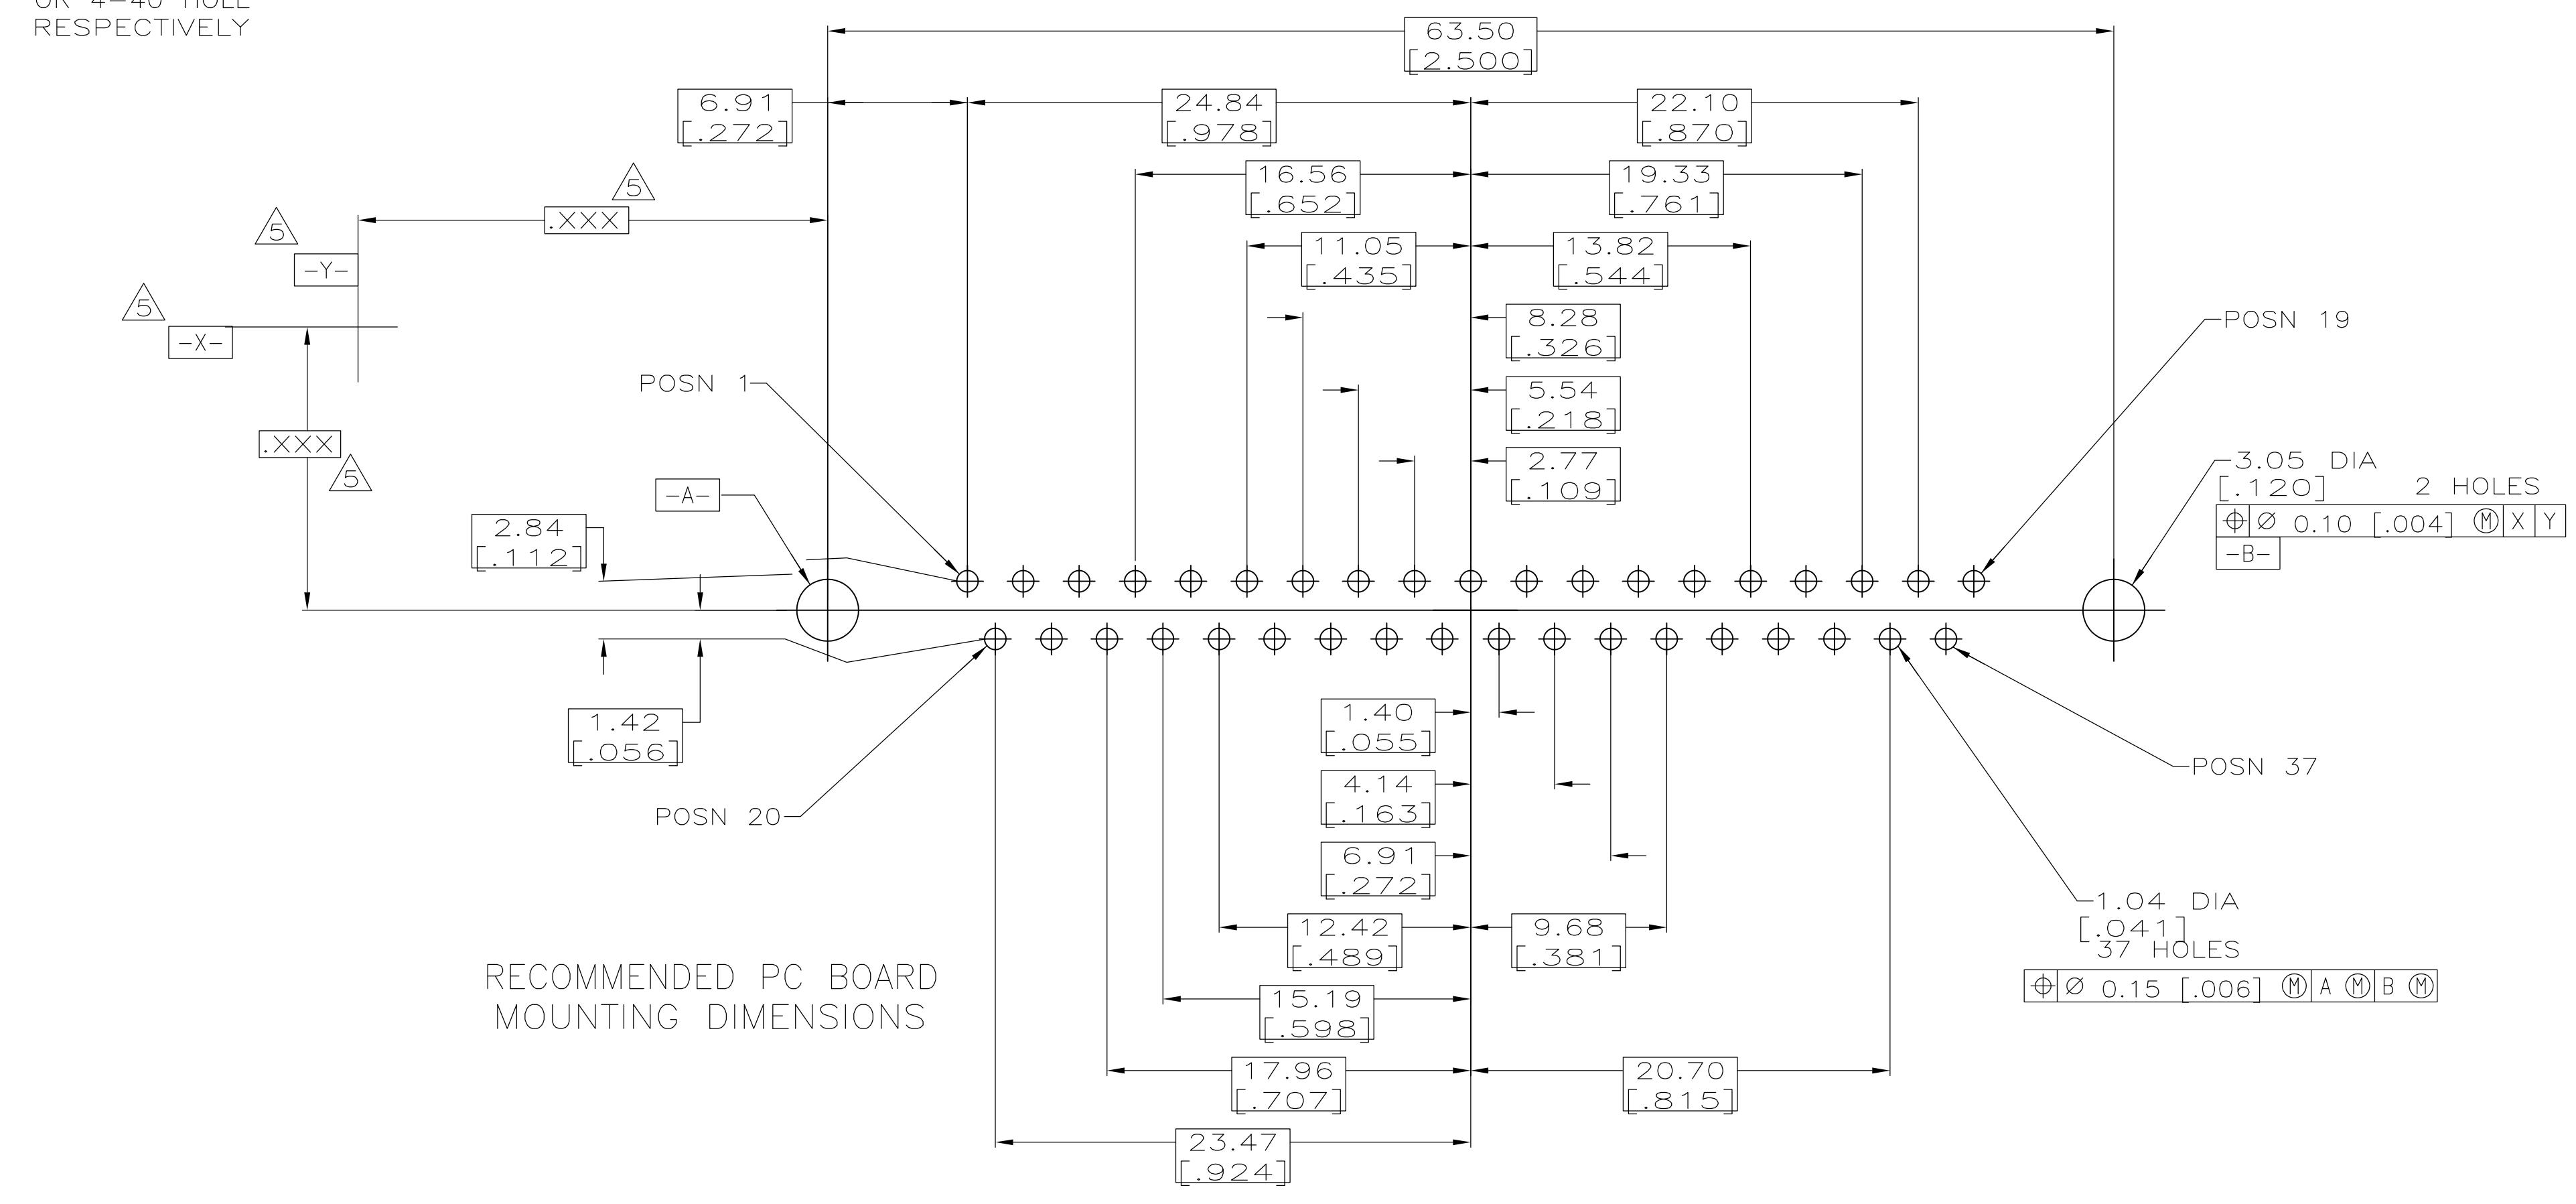 OR 4-40 HOLE
RESPECTIVELY
63.50
[2.500]
6.91
[.272]
24.84
[.978]
22.10
[.870]
16.56
[.652]
19.33
[.761]
5
.XXX
5
-Y-
11.05
[.435]
13.82
[.544]
5
-X-
8.28
[.326]
POSN 19
POSN 1
5.54
[.218]
.XXX
5
2.77
[.109]
-A-
3.05 DIA
[.120] 2 HOLES
⌖ ⌀ 0.10 [.004] Ⓜ X Y
-B-
2.84
[.112]
1.42
[.056]
1.40
[.055]
POSN 37
4.14
[.163]
POSN 20
6.91
[.272]
12.42
[.489]
9.68
[.381]
1.04 DIA
[.041]
37 HOLES
⌖ ⌀ 0.15 [.006] Ⓜ A Ⓜ B Ⓜ
RECOMMENDED PC BOARD
MOUNTING DIMENSIONS
15.19
[.598]
17.96
[.707]
20.70
[.815]
23.47
[.924]